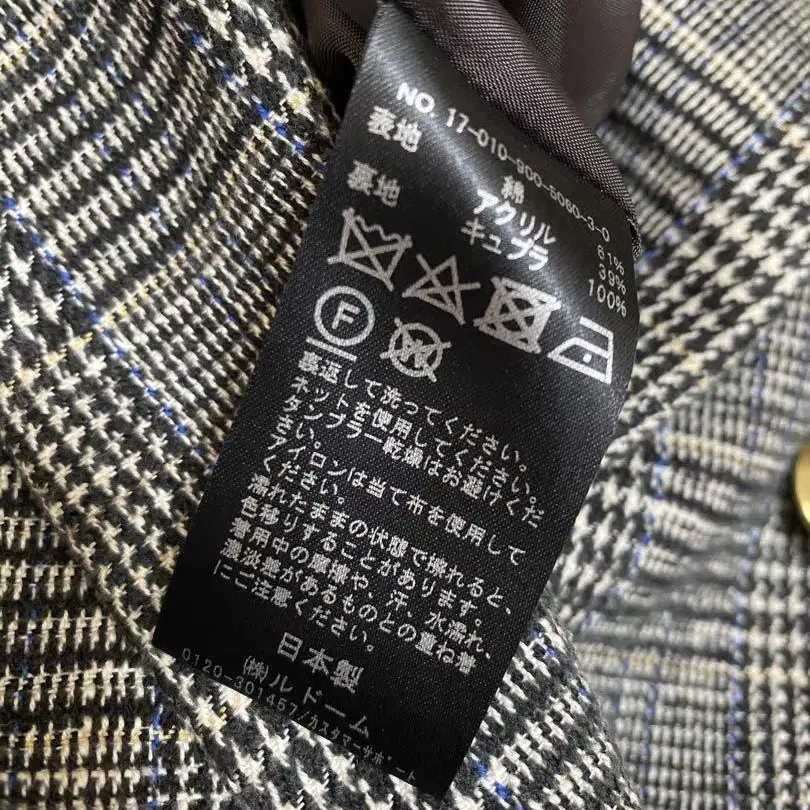 NO. 17-010-900-5060-3-0
表地 綿 61%
アクリル 39%
裏地 キュプラ 100%
F
W
裏返して洗ってください。
ネットを使用してください。
タンブラー乾燥はお避けくだ
さい。
アイロンは当て布を使用して
ください。
濡れたままの状態で擦れると、
色移りすることがあります。
着用中の摩擦や、汗、水濡れ、
濃淡差があるものとの重ね着
にご注意ください。
日本製
(株)ルドーム
0120-301457/カスタマーサポート